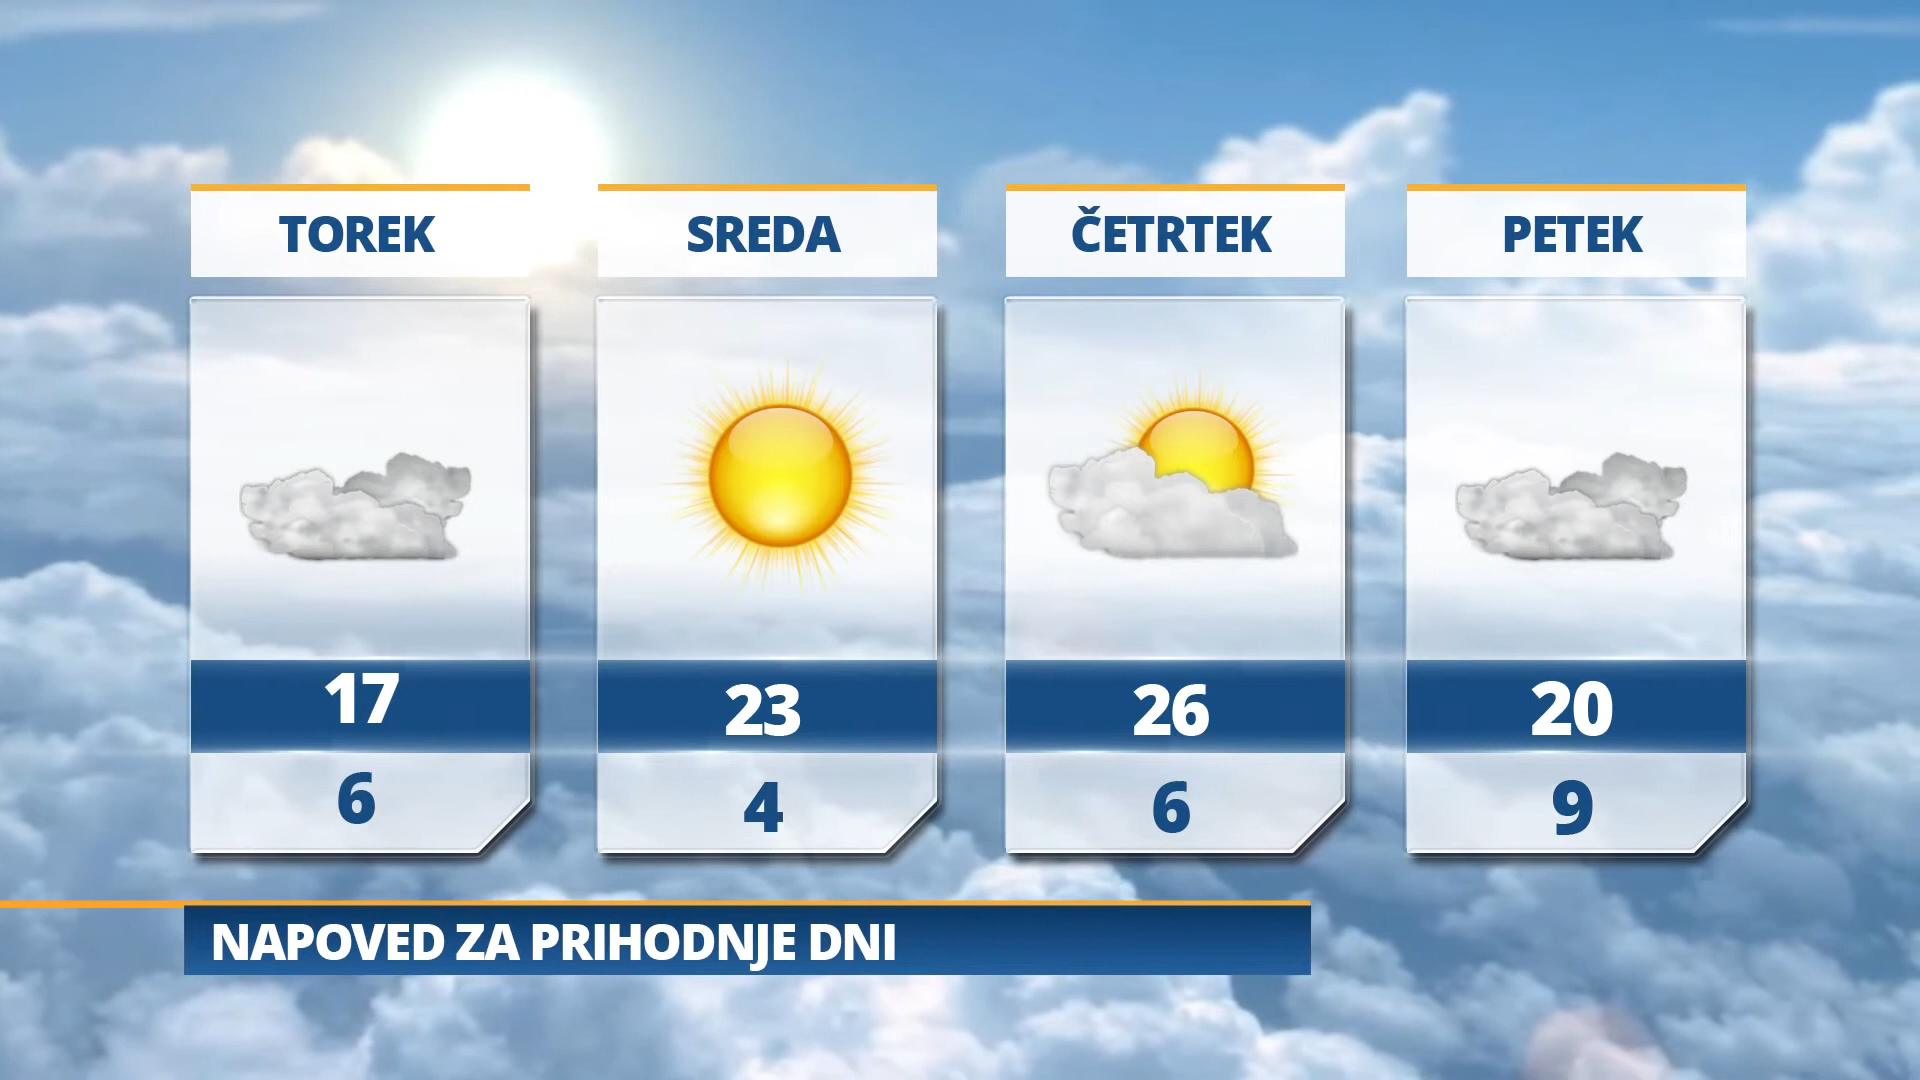 TOREK
SREDA
ČETRTEK
PETEK
17
23
26
20
6
4
6
9
NAPOVED ZA PRIHODNJE DNI